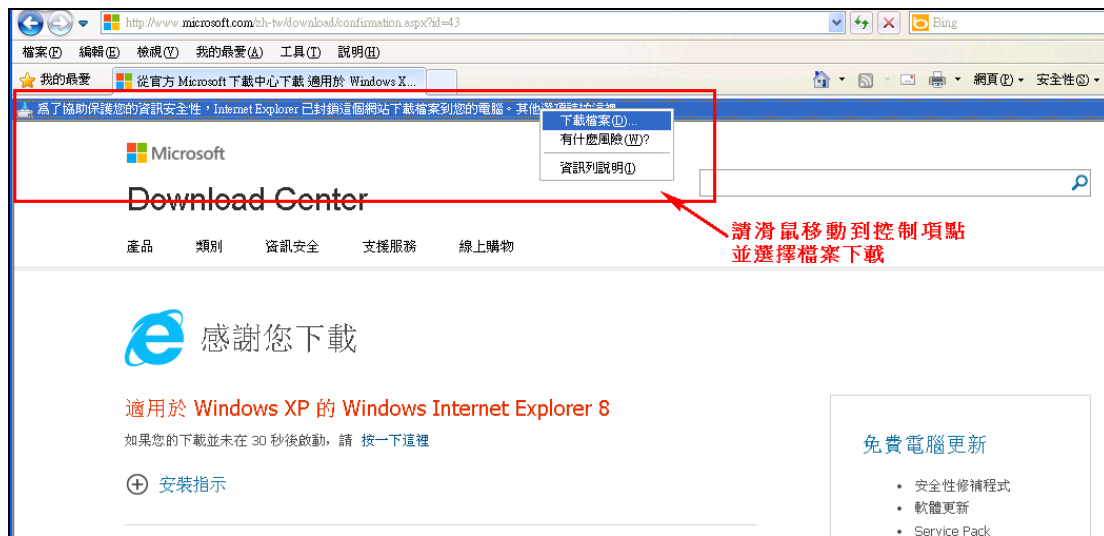 http://www.microsoft.com/zh-tw/download/confirmation.aspx?id=43
Bing
檔案(F) 編輯(E) 檢視(V) 我的最愛(A) 工具(T) 說明(H)
我的最愛 從官方 Microsoft 下載中心下載 適用於 Windows X... 網頁(P) 安全性(S)
為了協助保護您的資訊安全性，Internet Explorer 已封鎖這個網站下載檔案到您的電腦。其他選項請按這裡
下載檔案(D)...
有什麼風險(W)?
資訊列說明(I)
Microsoft
Download Center
請滑鼠移動到控制項點
並選擇檔案下載
產品 類別 資訊安全 支援服務 線上購物
感謝您下載
適用於 Windows XP 的 Windows Internet Explorer 8
如果您的下載並未在 30 秒後啟動，請 按一下這裡
安裝指示
免費電腦更新
• 安全性修補程式
• 軟體更新
• Service Pack